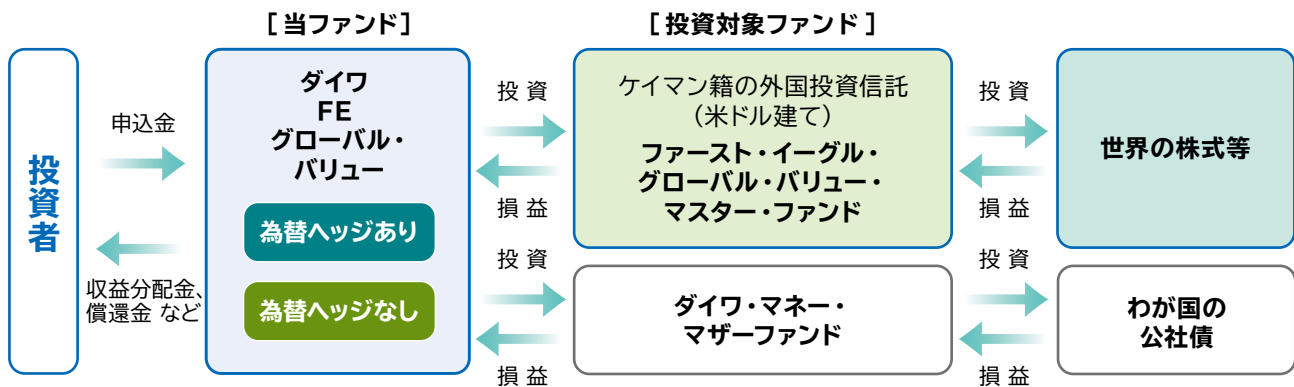 [ 当ファンド]
[ 投資対象ファンド ]
投資者
申込金
収益分配金、
償還金 など
ダイワ
FE
グローバル・
バリュー
為替ヘッジあり
為替ヘッジなし
投 資
損 益
投 資
損 益
ケイマン籍の外国投資信託
(米ドル建て)
ファースト・イーグル・
グローバル・バリュー・
マスター・ファンド
ダイワ・マネー・
マザーファンド
投 資
損 益
投 資
損 益
世界の株式等
わが国の
公社債